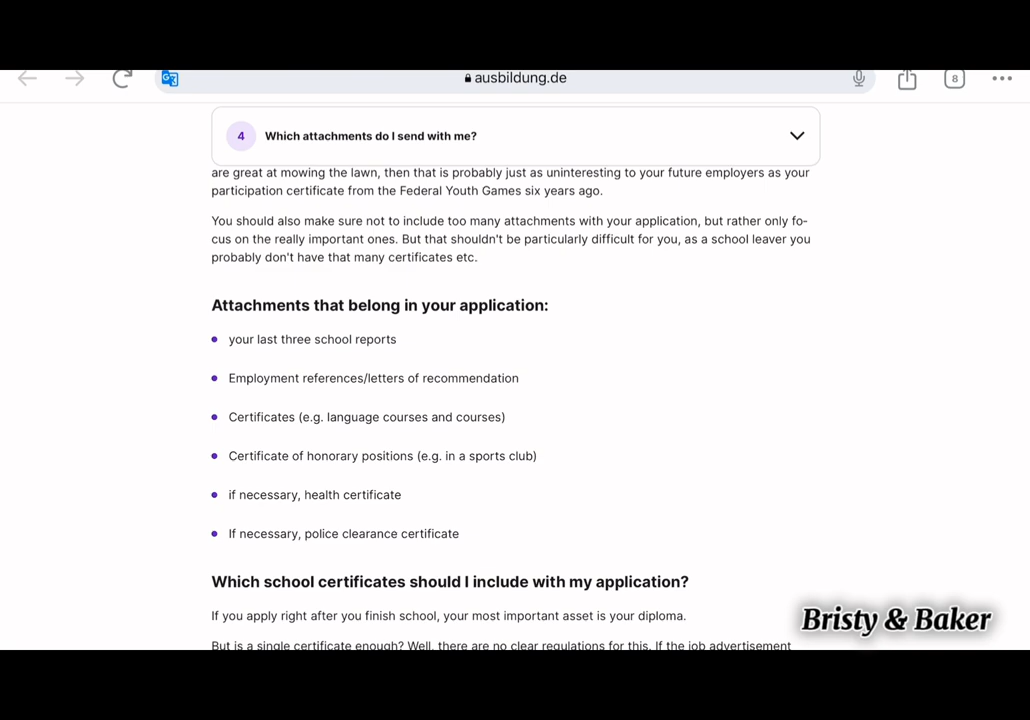 ausbildung.de
8
4 Which attachments do I send with me?
are great at mowing the lawn, then that is probably just as uninteresting to your future employers as your
participation certificate from the Federal Youth Games six years ago.
You should also make sure not to include too many attachments with your application, but rather only fo-
cus on the really important ones. But that shouldn't be particularly difficult for you, as a school leaver you
probably don't have that many certificates etc.
Attachments that belong in your application:
your last three school reports
Employment references/letters of recommendation
Certificates (e.g. language courses and courses)
Certificate of honorary positions (e.g. in a sports club)
if necessary, health certificate
If necessary, police clearance certificate
Which school certificates should I include with my application?
If you apply right after you finish school, your most important asset is your diploma.
Bristy & Baker
But is a single certificate enough? Well, there are no clear regulations for this. If the job advertisement